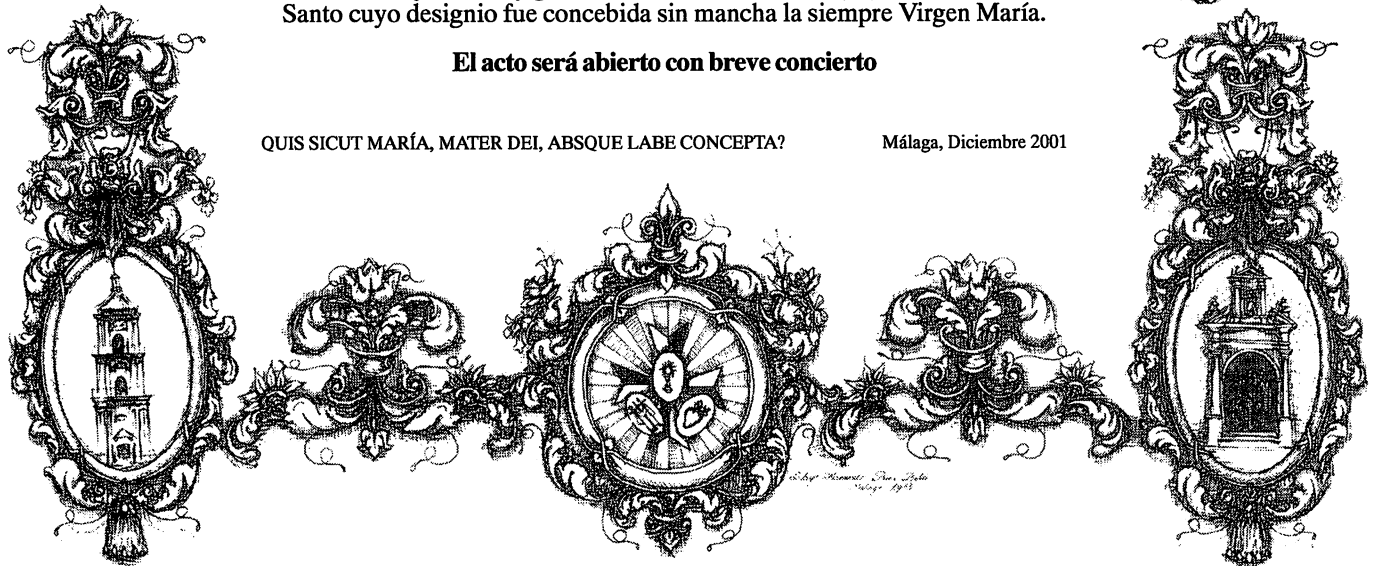 Santo cuyo designio fue concebida sin mancha la siempre Virgen María.
El acto será abierto con breve concierto
QUIS SICUT MARÍA, MATER DEI, ABSQUE LABE CONCEPTA? Málaga, Diciembre 2001